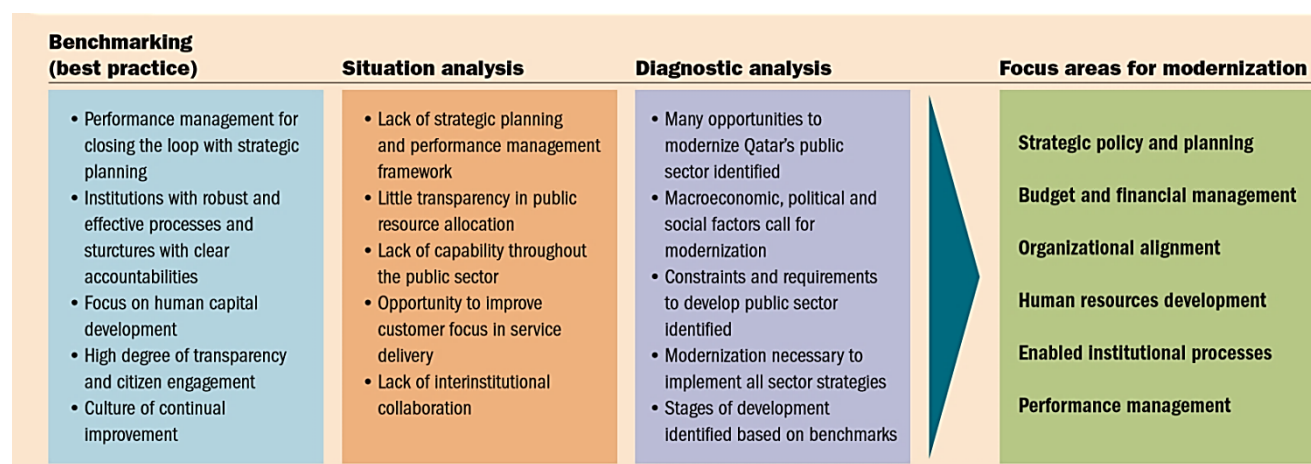 Benchmarking
(best practice)
• Performance management for
closing the loop with strategic
planning
• Institutions with robust and
effective processes and
sturctures with clear
accountabilities
• Focus on human capital
development
• High degree of transparency
and citizen engagement
• Culture of continual
improvement
Situation analysis
• Lack of strategic planning
and performance management
framework
• Little transparency in public
resource allocation
• Lack of capability throughout
the public sector
• Opportunity to improve
customer focus in service
delivery
• Lack of interinstitutional
collaboration
Diagnostic analysis
• Many opportunities to
modernize Qatar's public
sector identified
• Macroeconomic, political and
social factors call for
modernization
• Constraints and requirements
to develop public sector
identified
• Modernization necessary to
implement all sector strategies
• Stages of development
identified based on benchmarks
Focus areas for modernization
Strategic policy and planning
Budget and financial management
Organizational alignment
Human resources development
Enabled institutional processes
Performance management